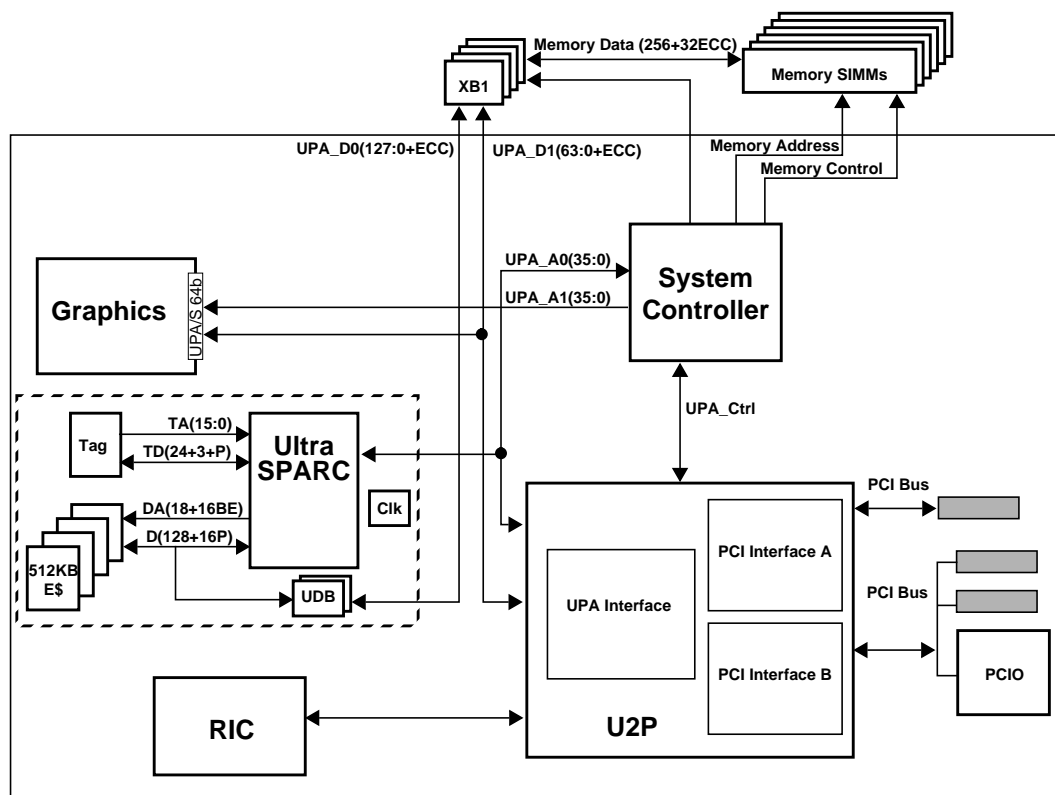 Memory Data (256+32ECC)
XB1
Memory SIMMs
UPA_D0(127:0+ECC)
UPA_D1(63:0+ECC)
Memory Address
Memory Control
Graphics
UPA/S 64b
UPA_A0(35:0)
UPA_A1(35:0)
System
Controller
UPA_Ctrl
Tag
TA(15:0)
TD(24+3+P)
Ultra
SPARC
DA(18+16BE)
D(128+16P)
Clk
512KB
E$
UDB
PCI Bus
PCI Interface A
UPA Interface
PCI Bus
PCI Interface B
PCIO
RIC
U2P